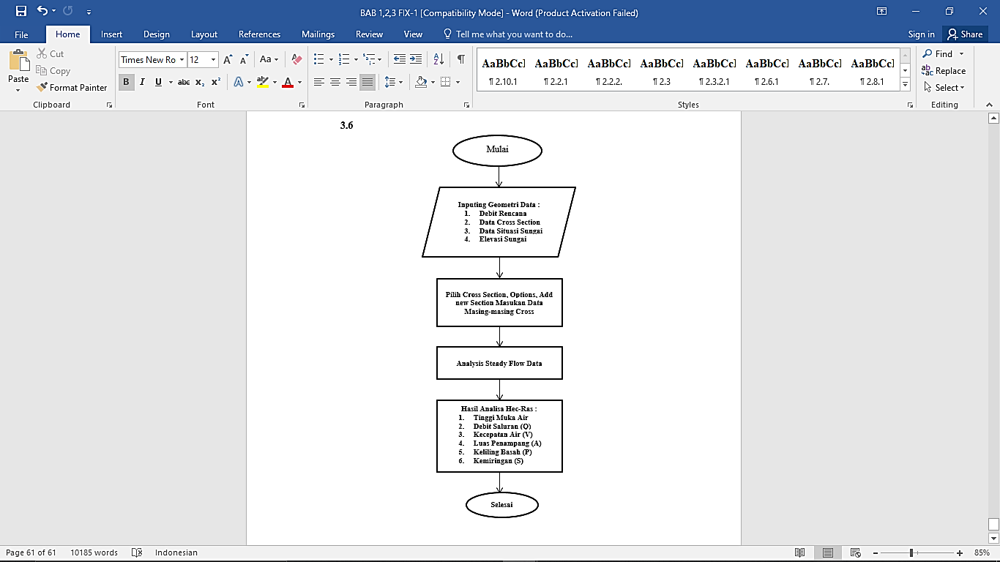 BAB 1,2,3 FIX-1 [Compatibility Mode] - Word (Product Activation Failed)
File Home Insert Design Layout References Mailings Review View Tell me what you want to do... Sign in Share
Paste
Cut
Copy
Format Painter
Clipboard
Times New Ro 12
B I U abc x₂ x²
Font
Paragraph
AaBbCcI AaBbCcI AaBbCcI AaBbCcI AaBbCcI AaBbCcI AaBbCcI AaBbCcI
¶ 2.10.1 ¶ 2.2.1 ¶ 2.2.2. ¶ 2.3 ¶ 2.3.2.1 ¶ 2.6.1 ¶ 2.7. ¶ 2.8.1
Styles
Find
Replace
Select
Editing
3.6
Mulai
Inputing Geometri Data :
1. Debit Rencana
2. Data Cross Section
3. Data Situasi Sungai
4. Elevasi Sungai
Pilih Cross Section, Options, Add
new Section Masukan Data
Masing-masing Cross
Analysis Steady Flow Data
Hasil Analisa Hec-Ras :
1. Tinggi Muka Air
2. Debit Saluran (Q)
3. Kecepatan Air (V)
4. Luas Penampang (A)
5. Keliling Basah (P)
6. Kemiringan (S)
Selesai
Page 61 of 61 10185 words Indonesian 85%